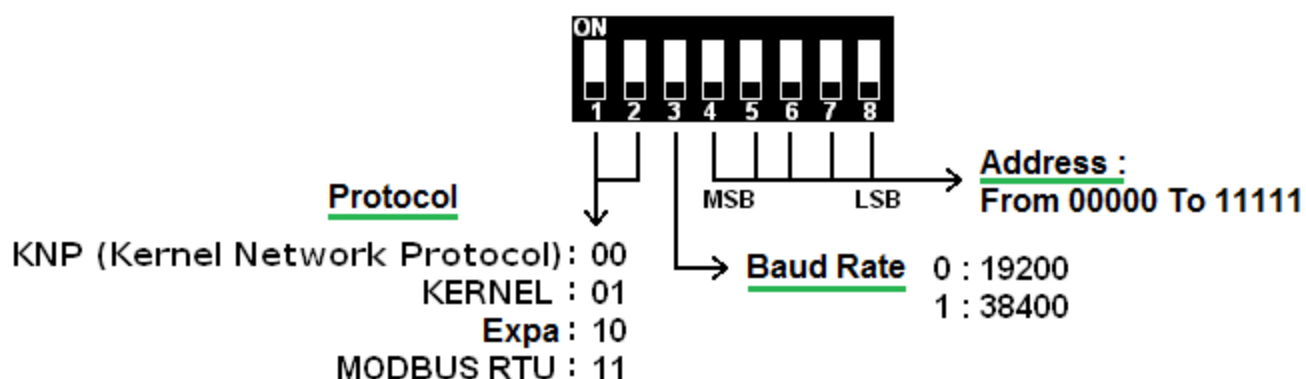 ON
1 2 3 4 5 6 7 8
MSB LSB
Address :
From 00000 To 11111
Protocol
KNP (Kernel Network Protocol): 00
KERNEL : 01
Expa : 10
MODBUS RTU : 11
Baud Rate 0 : 19200
1 : 38400